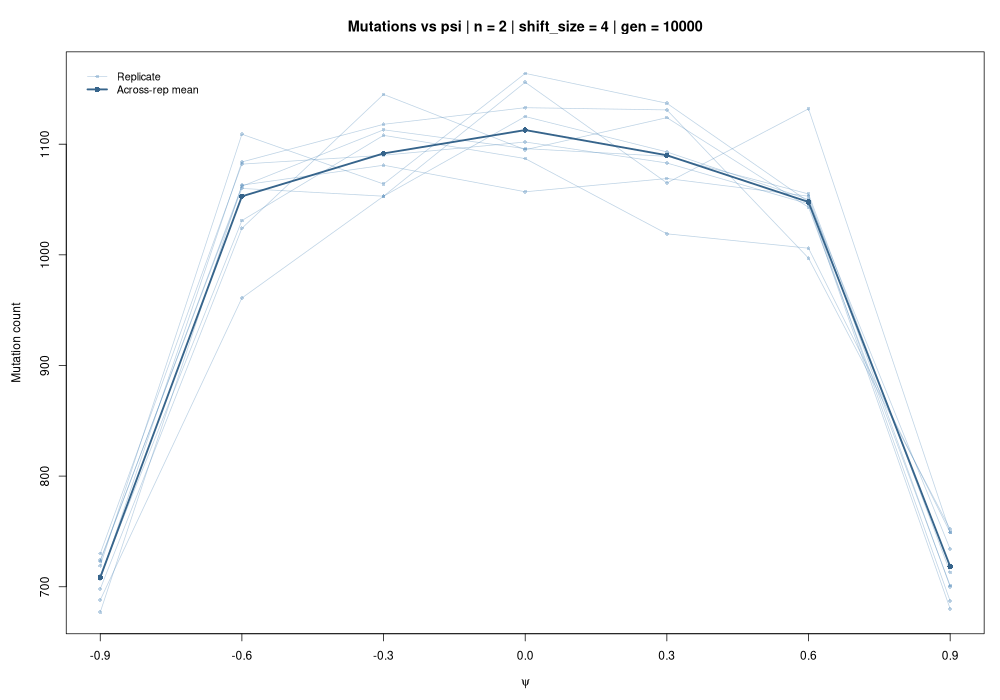 Mutations vs psi | n = 2 | shift_size = 4 | gen = 10000
Replicate
Across-rep mean
Mutation count
1100
1000
900
800
700
-0.9
-0.6
-0.3
0.0
0.3
0.6
0.9
ψ